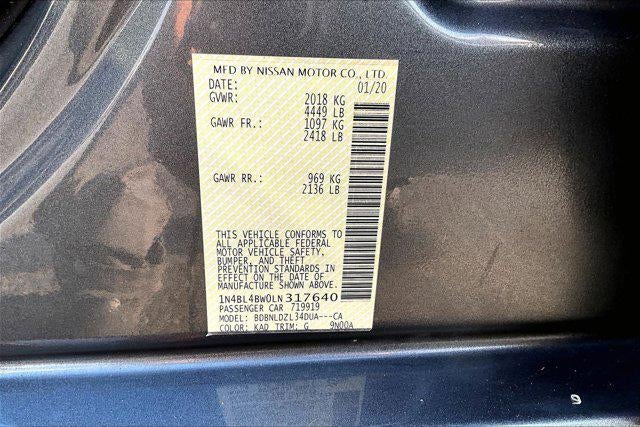 MFD BY NISSAN MOTOR CO., LTD.
DATE: 01/20
GVWR: 2018 KG
4449 LB
GAWR FR.: 1097 KG
2418 LB
GAWR RR.: 969 KG
2136 LB
THIS VEHICLE CONFORMS TO
ALL APPLICABLE FEDERAL
MOTOR VEHICLE SAFETY,
BUMPER, AND THEFT
PREVENTION STANDARDS IN
EFFECT ON THE DATE OF
MANUFACTURE SHOWN ABOVE.
1N4BL4BW0LN317640
PASSENGER CAR 719919
MODEL: BDBNLDZL34DUA---CA
COLOR: KAD TRIM: G 9N00A